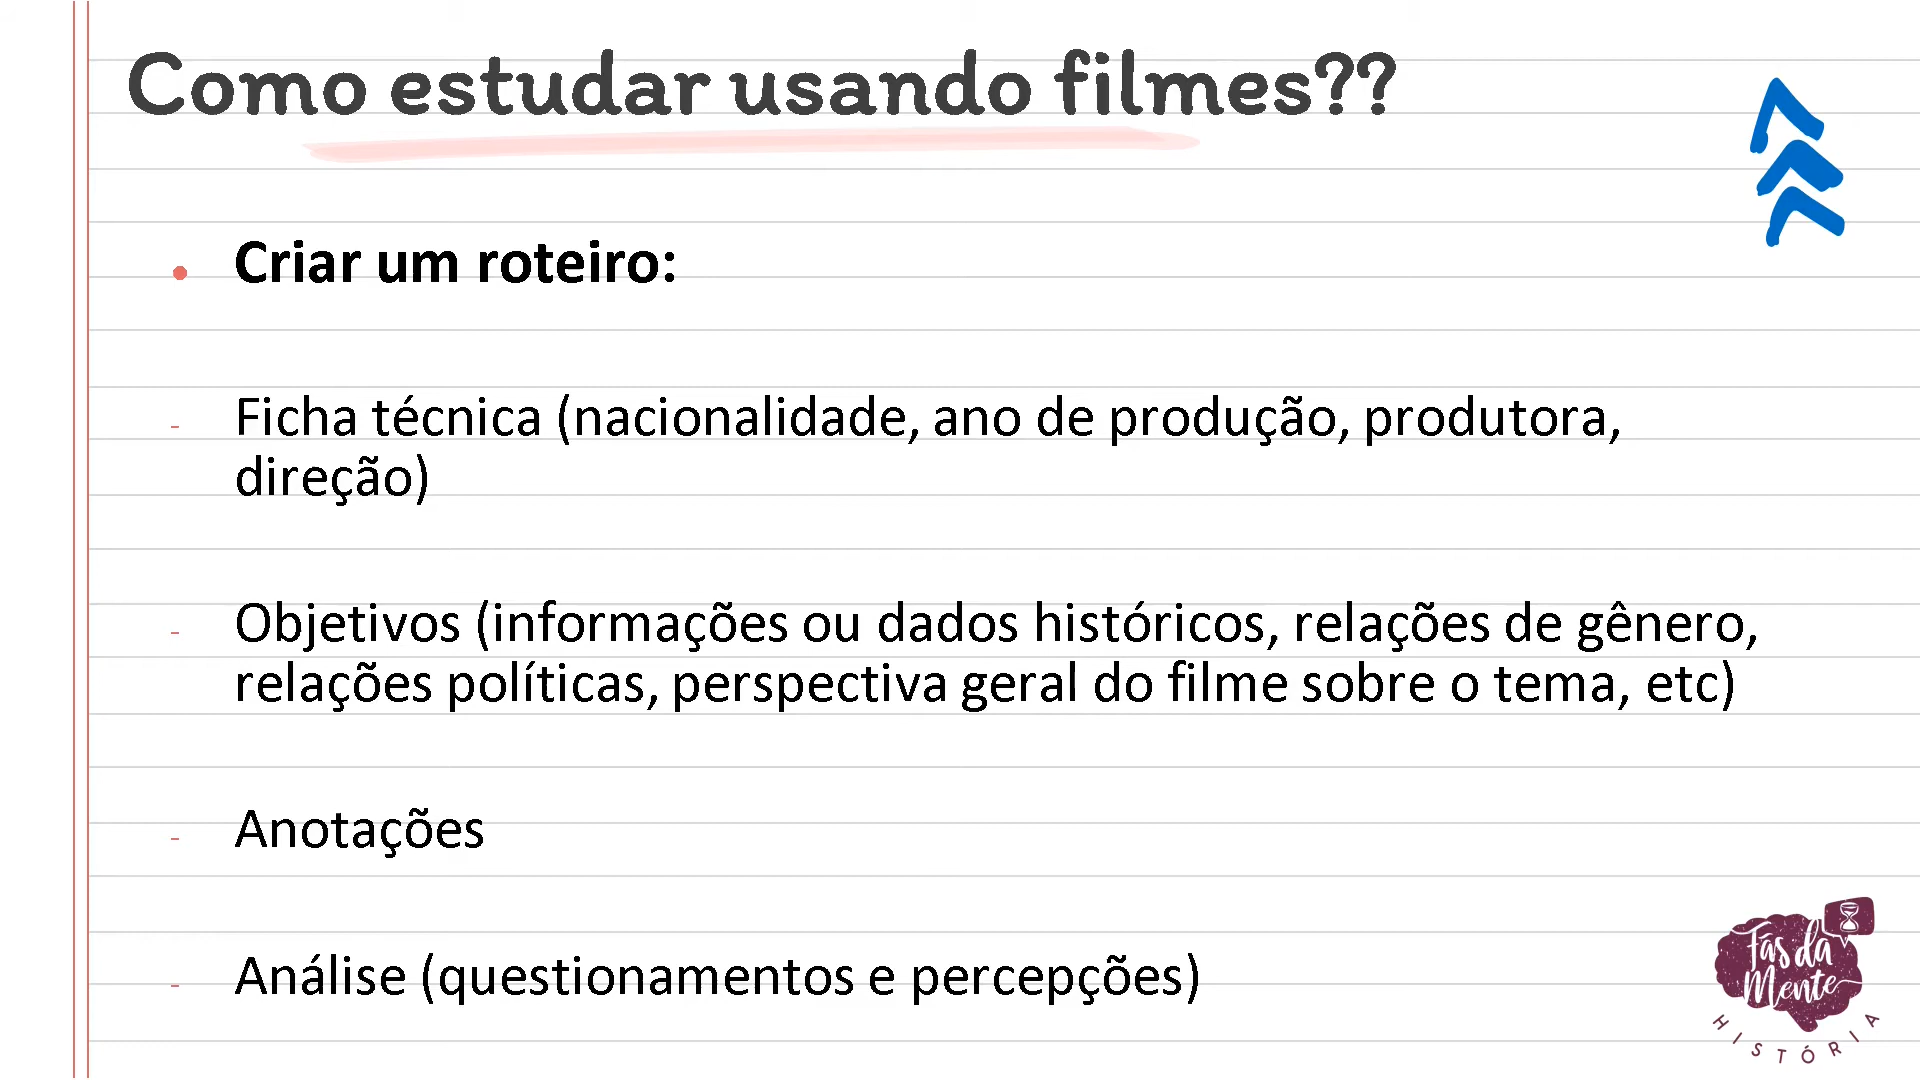 Como estudar usando filmes??
• Criar um roteiro:
- Ficha técnica (nacionalidade, ano de produção, produtora,
direção)
- Objetivos (informações ou dados históricos, relações de gênero,
relações políticas, perspectiva geral do filme sobre o tema, etc)
- Anotações
- Análise (questionamentos e percepções)
Fãs da
Mente
HISTÓRIA